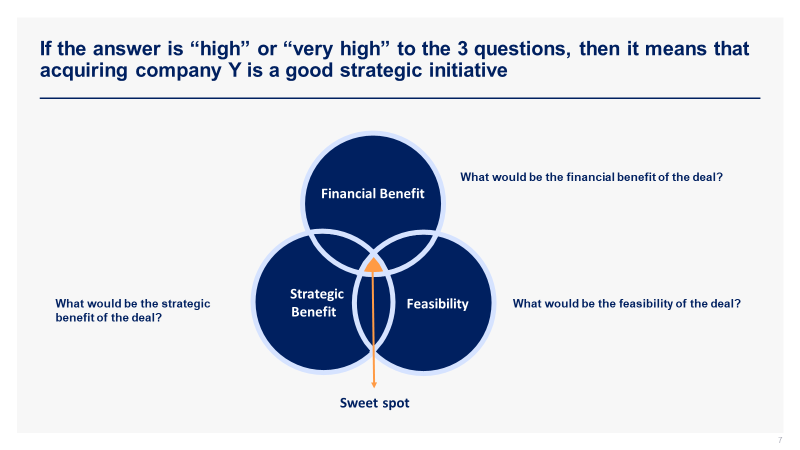 If the answer is “high” or “very high” to the 3 questions, then it means that
acquiring company Y is a good strategic initiative
Financial Benefit
What would be the financial benefit of the deal?
What would be the strategic
benefit of the deal?
Strategic
Benefit
Feasibility
What would be the feasibility of the deal?
Sweet spot
7